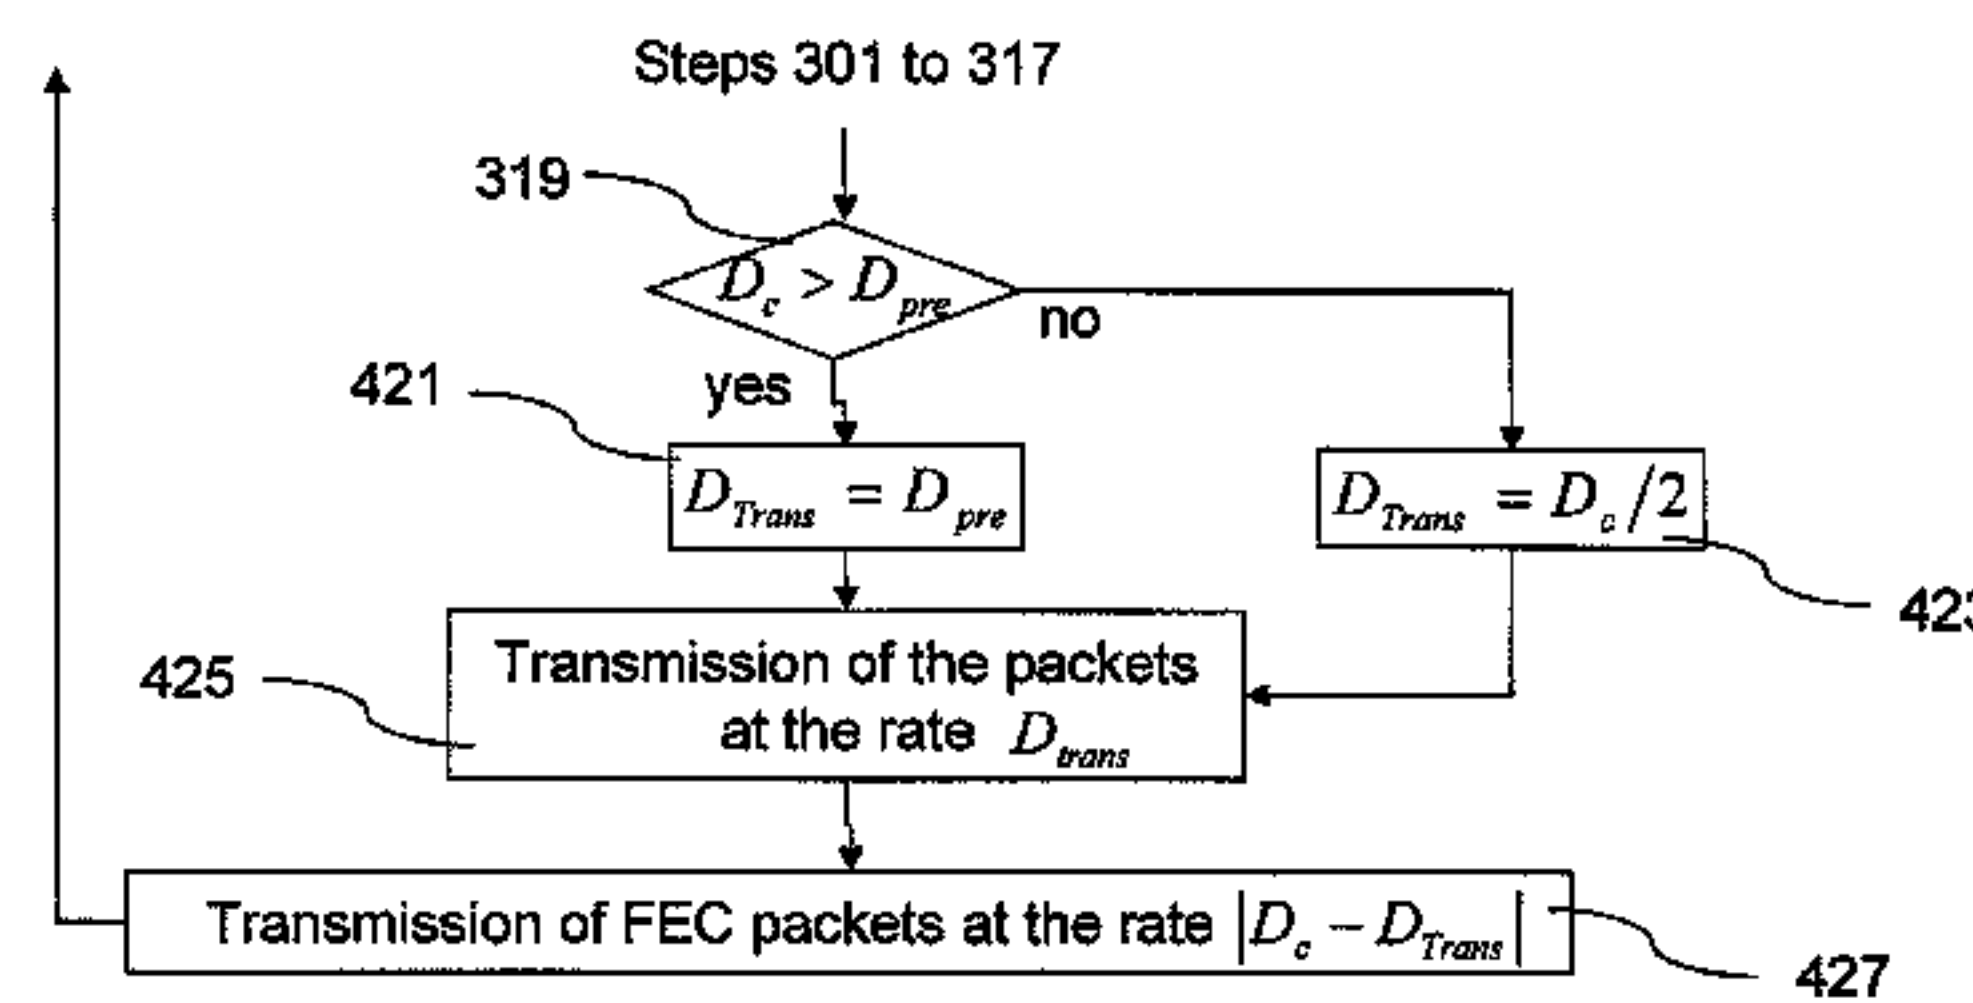 Steps 301 to 317
319
D_c > D_pre
no
yes
421
D_Trans = D_pre
D_Trans = D_c /2
423
425
Transmission of the packets
at the rate D_trans
Transmission of FEC packets at the rate |D_c − D_Trans|
427